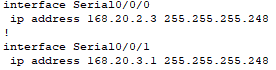 interface Serial0/0/0
 ip address 168.20.2.3 255.255.255.248
!
interface Serial0/0/1
 ip address 168.20.3.1 255.255.255.248